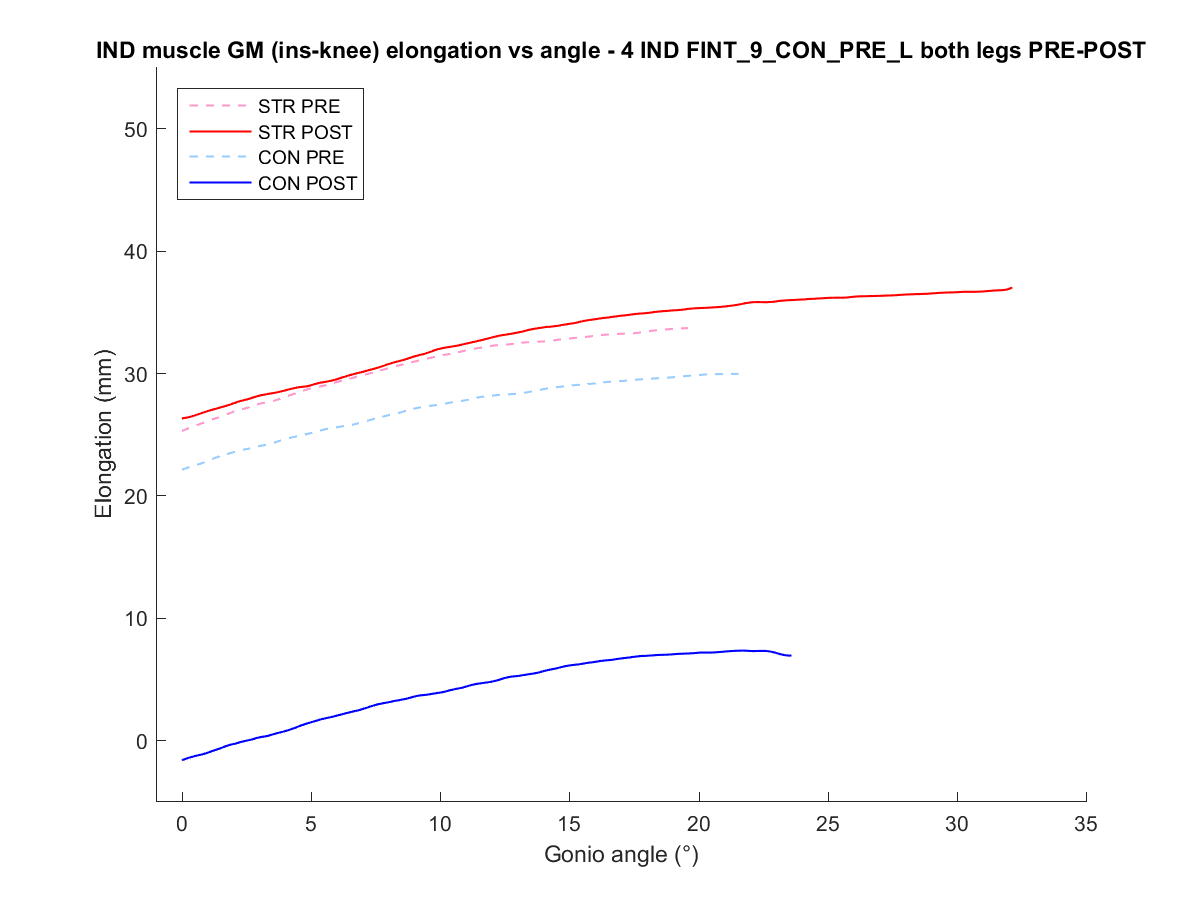 IND muscle GM (ins-knee) elongation vs angle - 4 IND FINT_9_CON_PRE_L both legs PRE-POST
STR PRE
STR POST
CON PRE
CON POST
50
40
30
20
10
0
Elongation (mm)
0 5 10 15 20 25 30 35
Gonio angle (°)